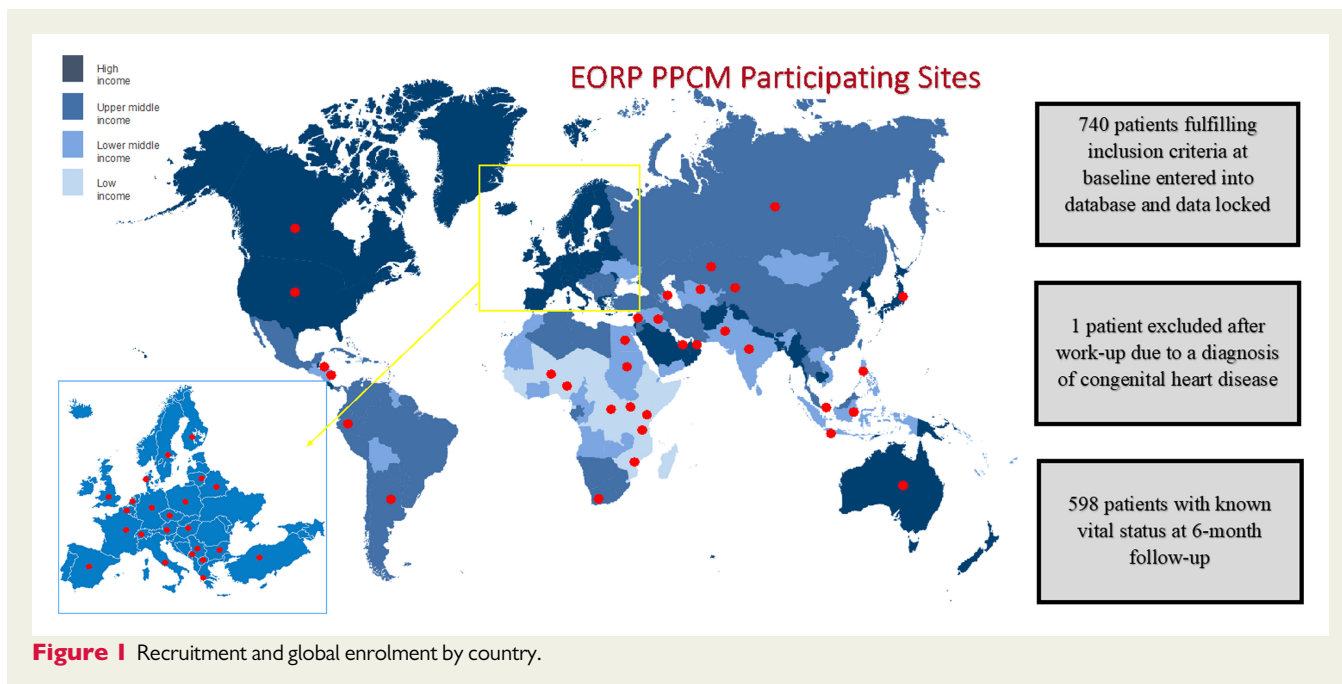 High
income
Upper middle
income
Lower middle
income
Low
income
EORP PPCM Participating Sites
740 patients fulfilling
inclusion criteria at
baseline entered into
database and data locked
1 patient excluded after
work-up due to a diagnosis
of congenital heart disease
598 patients with known
vital status at 6-month
follow-up
Figure 1 Recruitment and global enrolment by country.